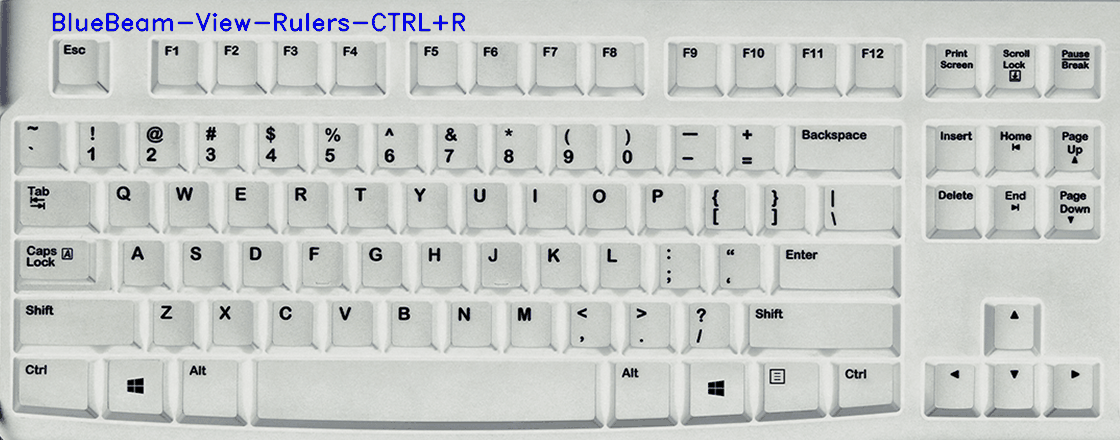 BlueBeam-View-Rulers-CTRL+R
Esc F1 F2 F3 F4 F5 F6 F7 F8 F9 F10 F11 F12 Print Screen Scroll Lock Pause Break
~ ` ! 1 @ 2 # 3 $ 4 % 5 ^ 6 & 7 * 8 ( 9 ) 0 — - + = Backspace Insert Home Page Up
Tab Q W E R T Y U I O P { [ } ] | \ Delete End Page Down
Caps Lock A A S D F G H J K L : ; “ ‘ Enter
Shift Z X C V B N M < , > . ? / Shift
Ctrl Alt Alt Ctrl